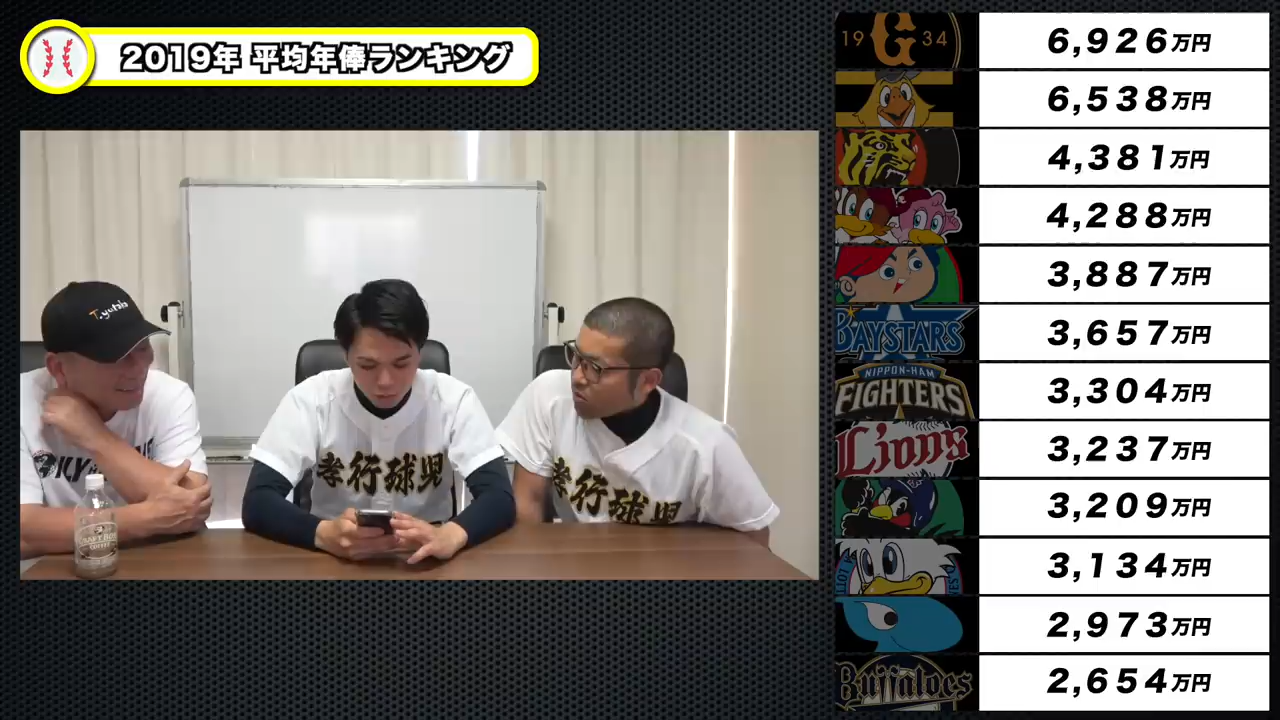 2019年 平均年俸ランキング
19 G 34
6,926万円
6,538万円
4,381万円
4,288万円
3,887万円
BAYSTARS
3,657万円
NIPPON-HAM
FIGHTERS
3,304万円
Lions
3,237万円
3,209万円
3,134万円
2,973万円
Buffaloes
2,654万円
孝行球児
孝行球児
COFFEE